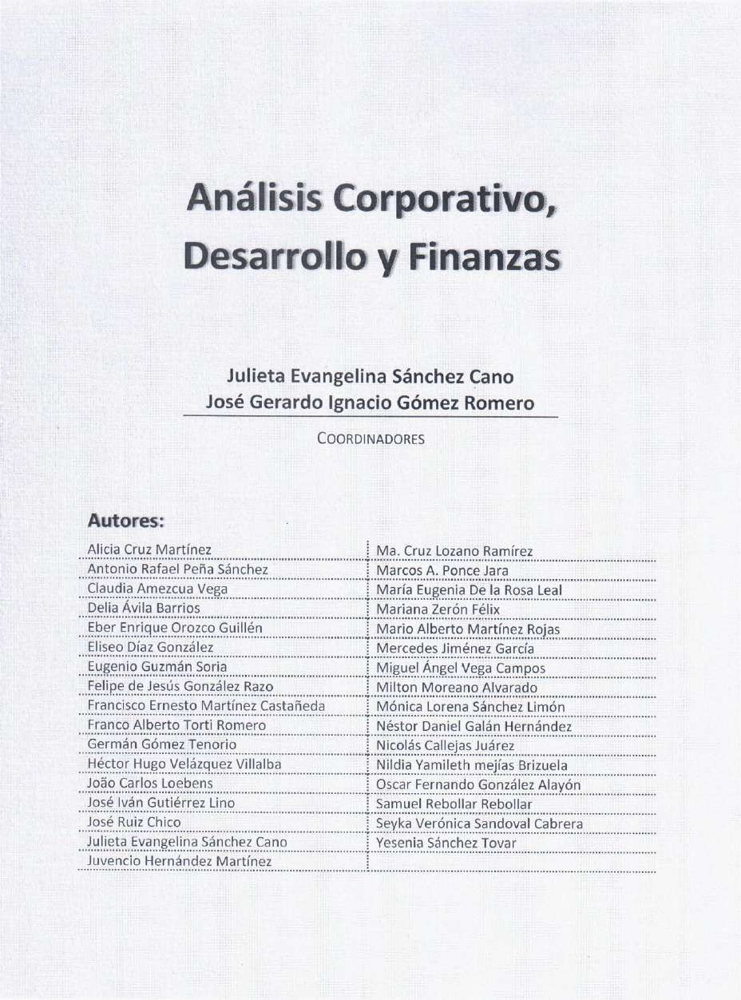 Análisis Corporativo,
Desarrollo y Finanzas
Julieta Evangelina Sánchez Cano
José Gerardo Ignacio Gómez Romero
COORDINADORES
Autores:
Alicia Cruz Martínez
Antonio Rafael Peña Sánchez
Claudia Amezcua Vega
Delia Ávila Barrios
Eber Enrique Orozco Guillén
Eliseo Díaz González
Eugenio Guzmán Soria
Felipe de Jesús González Razo
Francisco Ernesto Martínez Castañeda
Franco Alberto Torti Romero
Germán Gómez Tenorio
Héctor Hugo Velázquez Villalba
João Carlos Loebens
José Iván Gutiérrez Lino
José Ruiz Chico
Julieta Evangelina Sánchez Cano
Juvencio Hernández Martínez
Ma. Cruz Lozano Ramírez
Marcos A. Ponce Jara
María Eugenia De la Rosa Leal
Mariana Zerón Félix
Mario Alberto Martínez Rojas
Mercedes Jiménez García
Miguel Ángel Vega Campos
Milton Moreano Alvarado
Mónica Lorena Sánchez Limón
Néstor Daniel Galán Hernández
Nicolás Callejas Juárez
Nildia Yamileth mejías Brizuela
Oscar Fernando González Alayón
Samuel Rebollar Rebollar
Seyka Verónica Sandoval Cabrera
Yesenia Sánchez Tovar